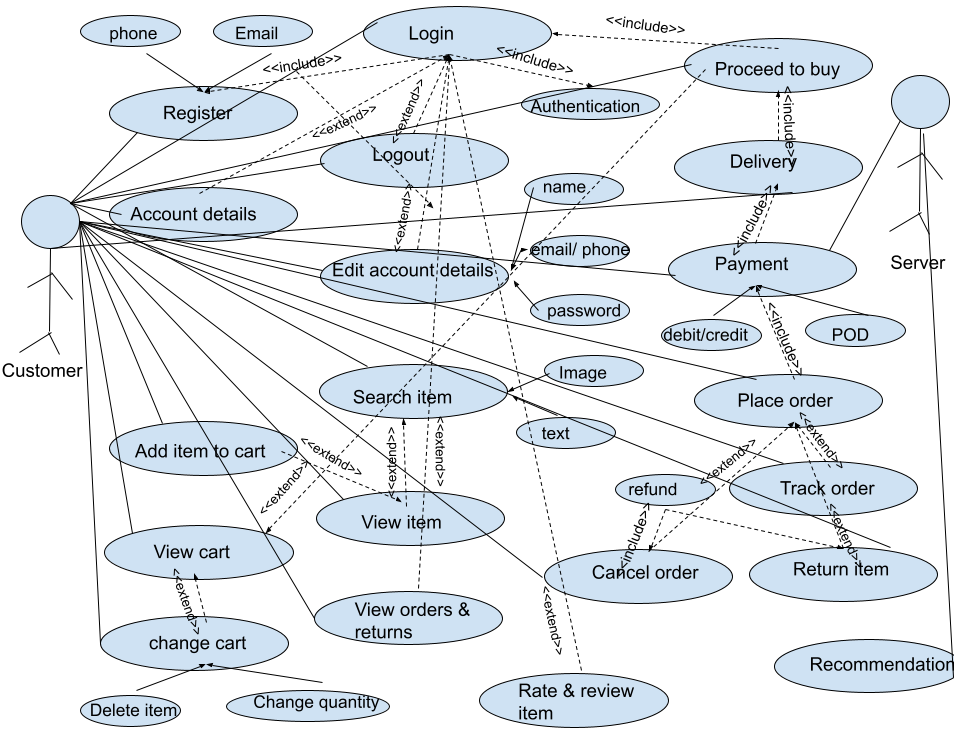 phone
Email
Login
<<include>>
<<include>>
<<include>>
Proceed to buy
Register
<<extend>>
<<extend>>
Authentication
<<include>>
Logout
Delivery
name
Account details
<<extend>>
<<include>>
email/ phone
Edit account details
Payment
Server
password
debit/credit
POD
<<include>>
Customer
Search item
Image
Place order
text
Add item to cart
<<extend>>
<<extend>>
<<extend>>
<<extend>>
<<extend>>
<<extend>>
refund
Track order
View item
<<extend>>
View cart
<<include>>
Cancel order
Return item
<<extend>>
View orders &
returns
<<extend>>
change cart
Recommendation
Delete item
Change quantity
Rate & review
item